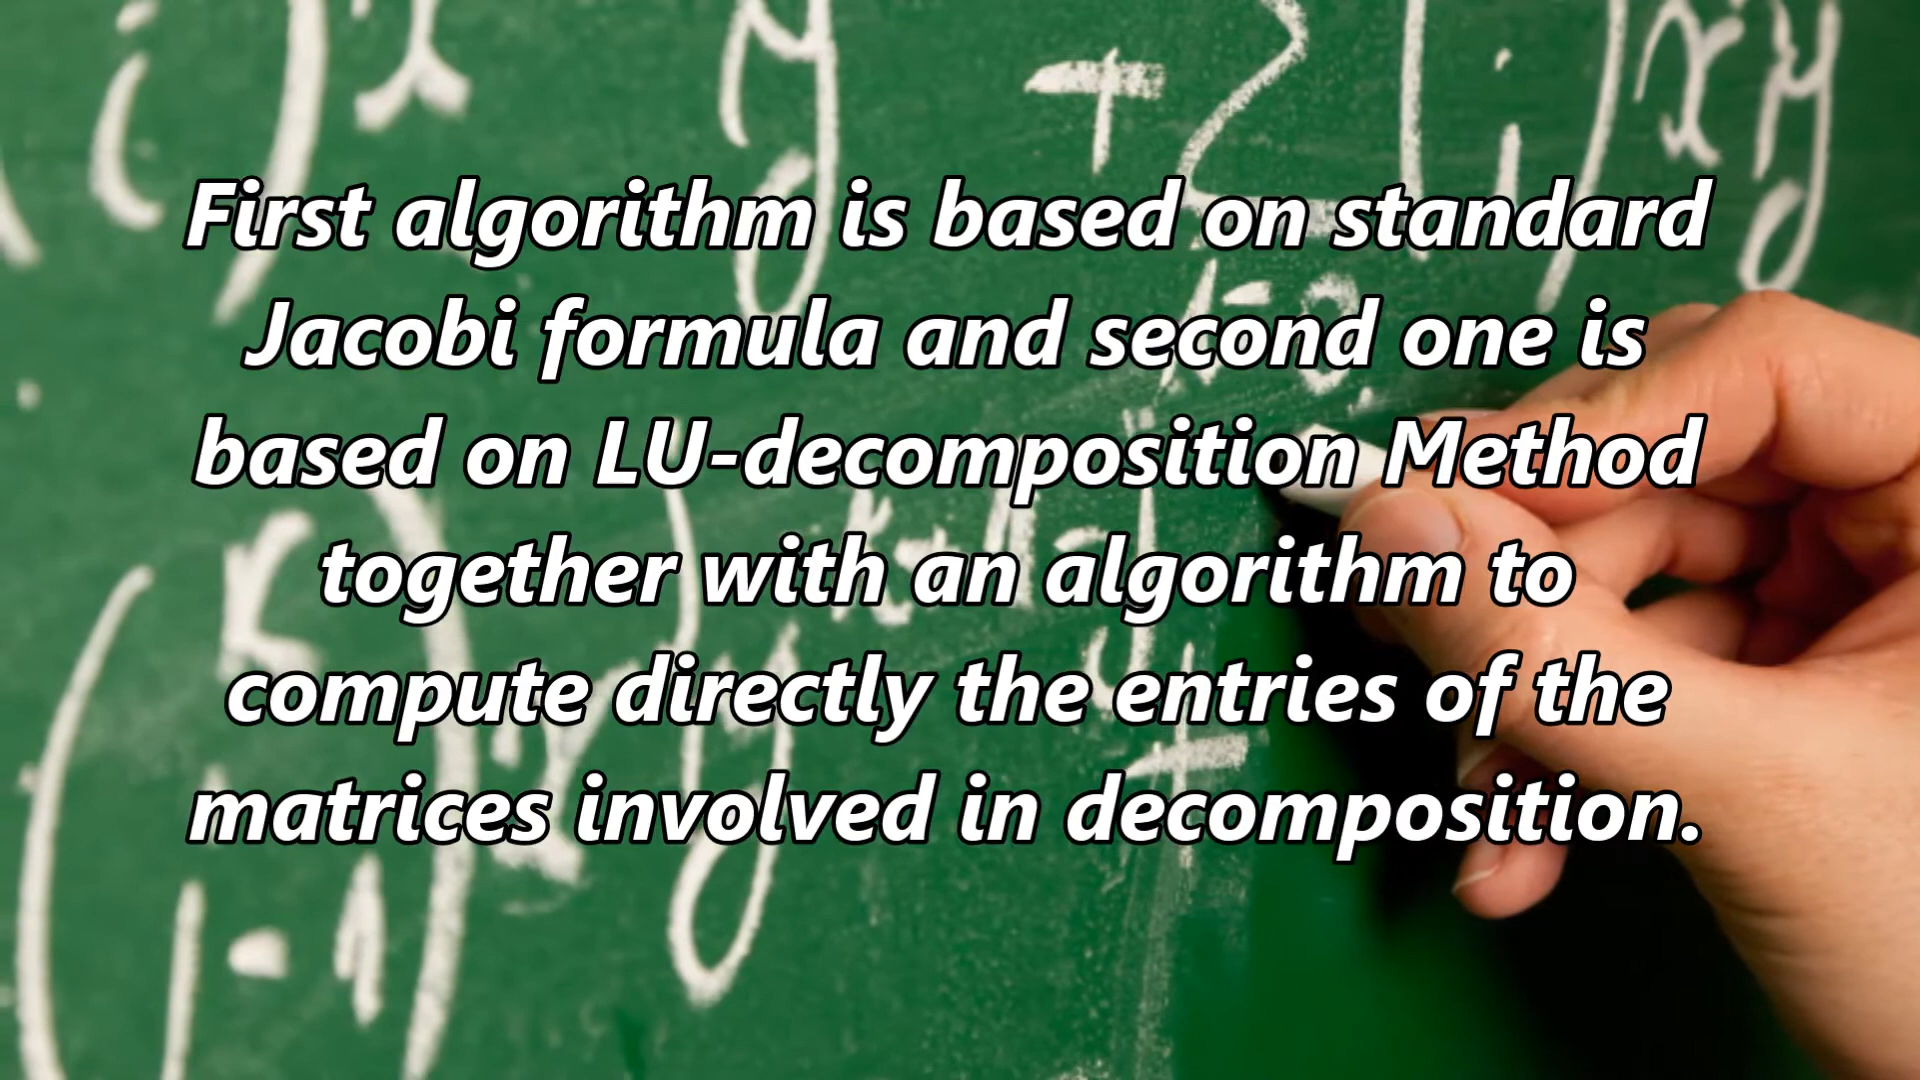 First algorithm is based on standard
Jacobi formula and second one is
based on LU-decomposition Method
together with an algorithm to
compute directly the entries of the
matrices involved in decomposition.